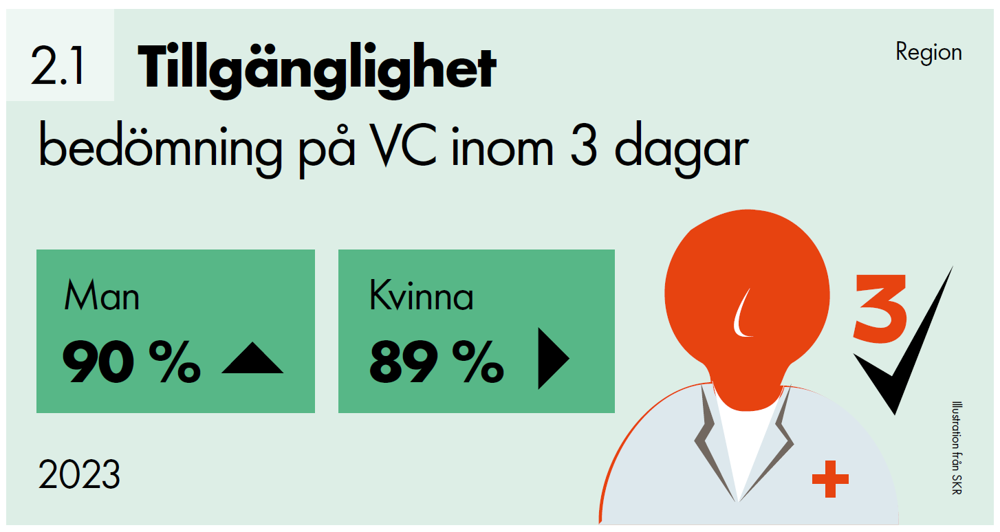 2.1 Tillgänglighet
Region
bedömning på VC inom 3 dagar
Man
90 %
Kvinna
89 %
3
2023
Illustration från SKR